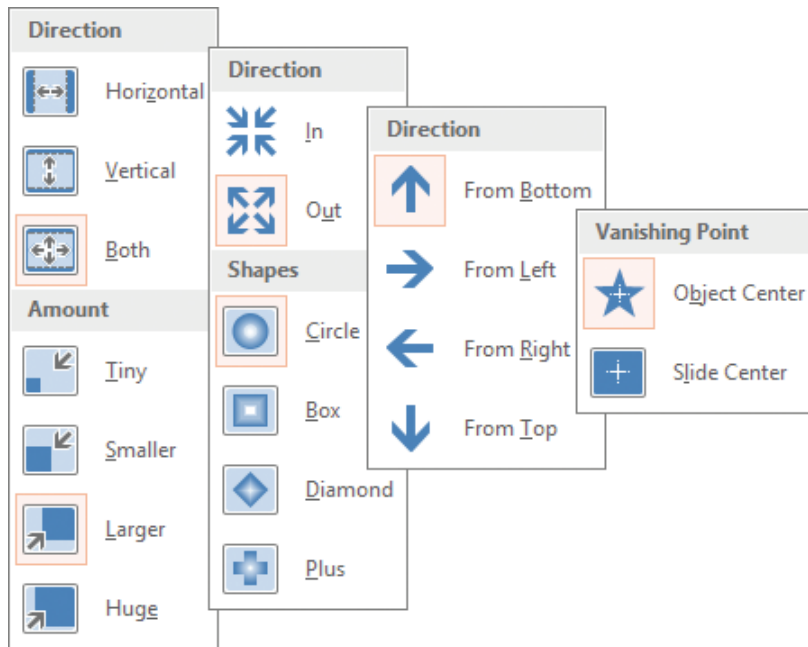 Direction
Horizontal
Vertical
Both
Amount
Tiny
Smaller
Larger
Huge
Direction
In
Out
Shapes
Circle
Box
Diamond
Plus
Direction
From Bottom
From Left
From Right
From Top
Vanishing Point
Object Center
Slide Center